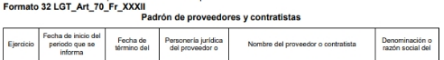 Formato 32 LGT_Art_70_Fr_XXXII
Padrón de proveedores y contratistas
Ejercicio
Fecha de inicio del
periodo que se
informa
Fecha de
término del
Personería jurídica
del proveedor o
Nombre del proveedor o contratista
Denominación o
razón social del